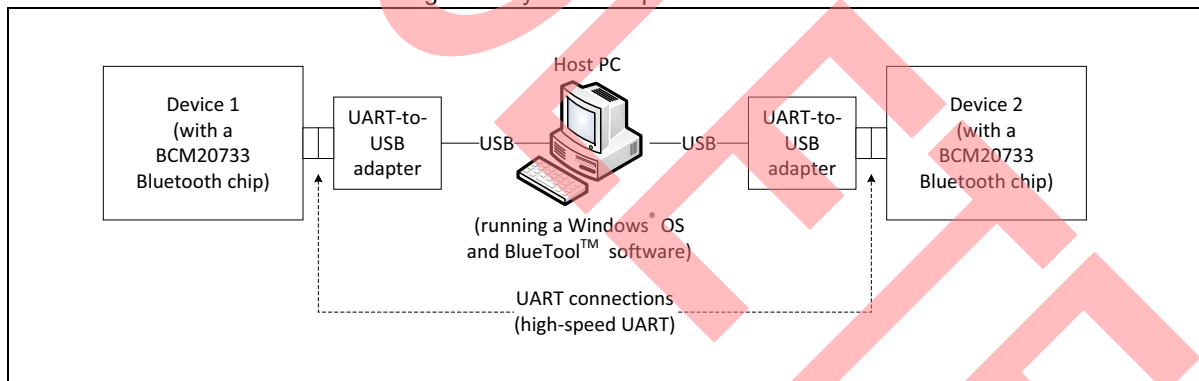 Host PC
Device 1
(with a
BCM20733
Bluetooth chip)
UART-to-
USB
adapter
USB
USB
UART-to-
USB
adapter
Device 2
(with a
BCM20733
Bluetooth chip)
(running a Windows® OS
and BlueTool™ software)
UART connections
(high-speed UART)